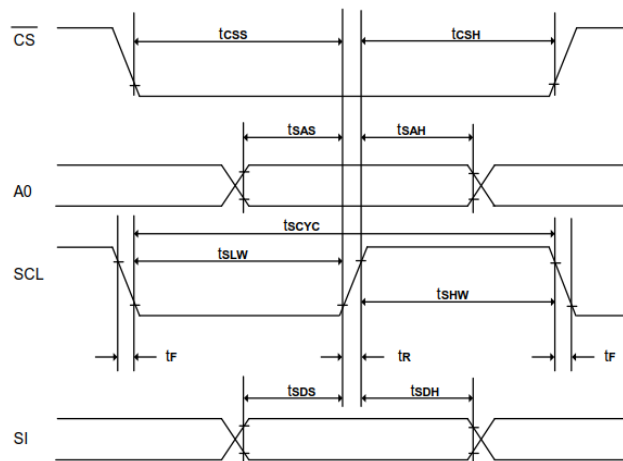 CS
tCSS
tCSH
tSAS
tSAH
A0
tSCYC
SCL
tSLW
tSHW
tF
tR
tF
tSDS
tSDH
SI